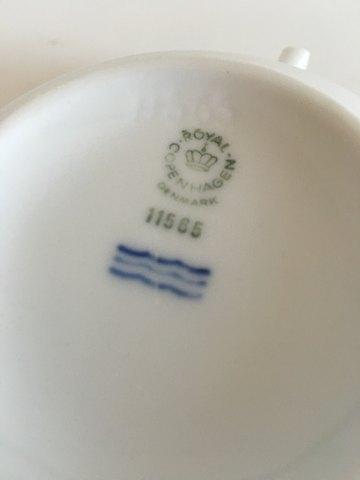 ROYAL
COPENHAGEN
DENMARK
11565